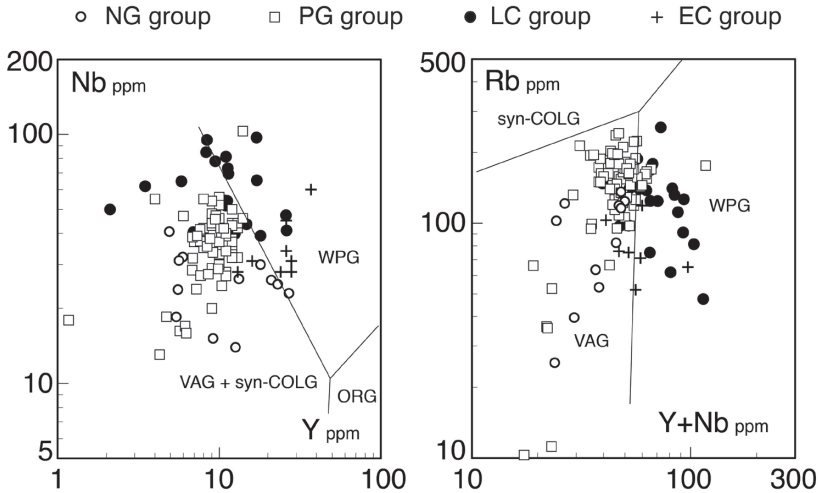 NG group PG group LC group EC group
200
Nb ppm
100
WPG
10
VAG + syn-COLG
ORG
Y ppm
5
1 10 100
500
Rb ppm
syn-COLG
WPG
100
VAG
Y+Nb ppm
10
10 100 300